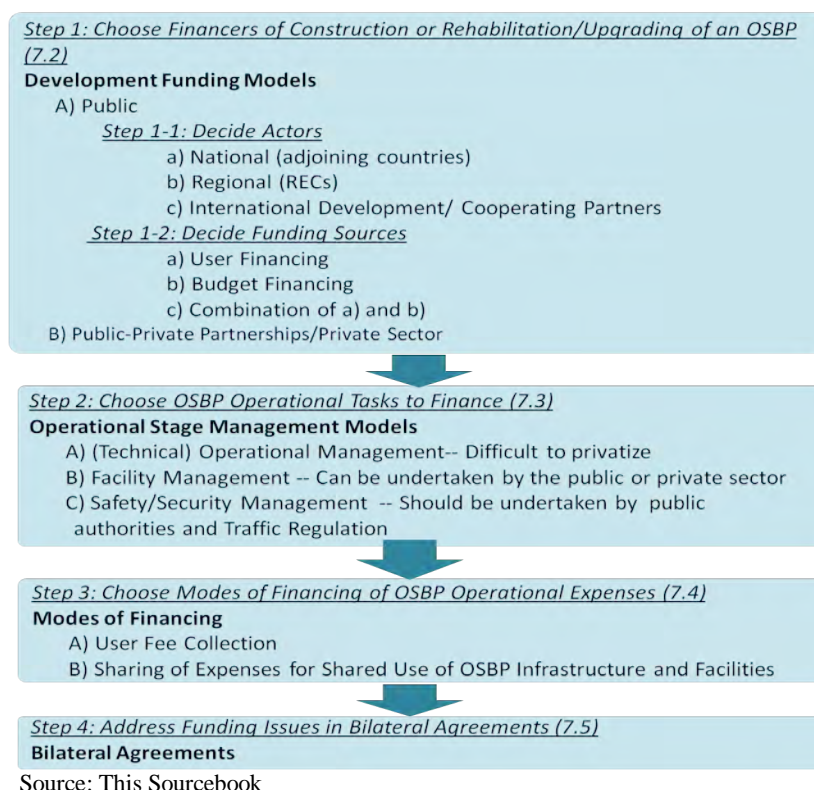 Step 1: Choose Financers of Construction or Rehabilitation/Upgrading of an OSBP
(7.2)
Development Funding Models
A) Public
Step 1-1: Decide Actors
a) National (adjoining countries)
b) Regional (RECs)
c) International Development/ Cooperating Partners
Step 1-2: Decide Funding Sources
a) User Financing
b) Budget Financing
c) Combination of a) and b)
B) Public-Private Partnerships/Private Sector
Step 2: Choose OSBP Operational Tasks to Finance (7.3)
Operational Stage Management Models
A) (Technical) Operational Management-- Difficult to privatize
B) Facility Management -- Can be undertaken by the public or private sector
C) Safety/Security Management -- Should be undertaken by public
authorities and Traffic Regulation
Step 3: Choose Modes of Financing of OSBP Operational Expenses (7.4)
Modes of Financing
A) User Fee Collection
B) Sharing of Expenses for Shared Use of OSBP Infrastructure and Facilities
Step 4: Address Funding Issues in Bilateral Agreements (7.5)
Bilateral Agreements
Source: This Sourcebook